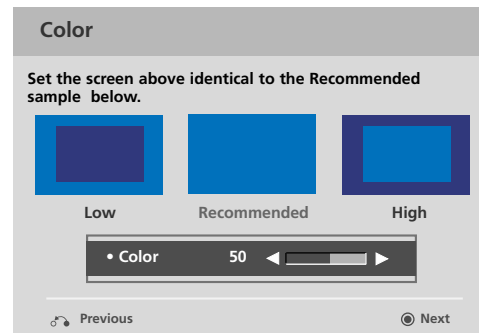 Color
Set the screen above identical to the Recommended
sample below.
Low Recommended High
• Color 50 ◀ ▶
Previous Next